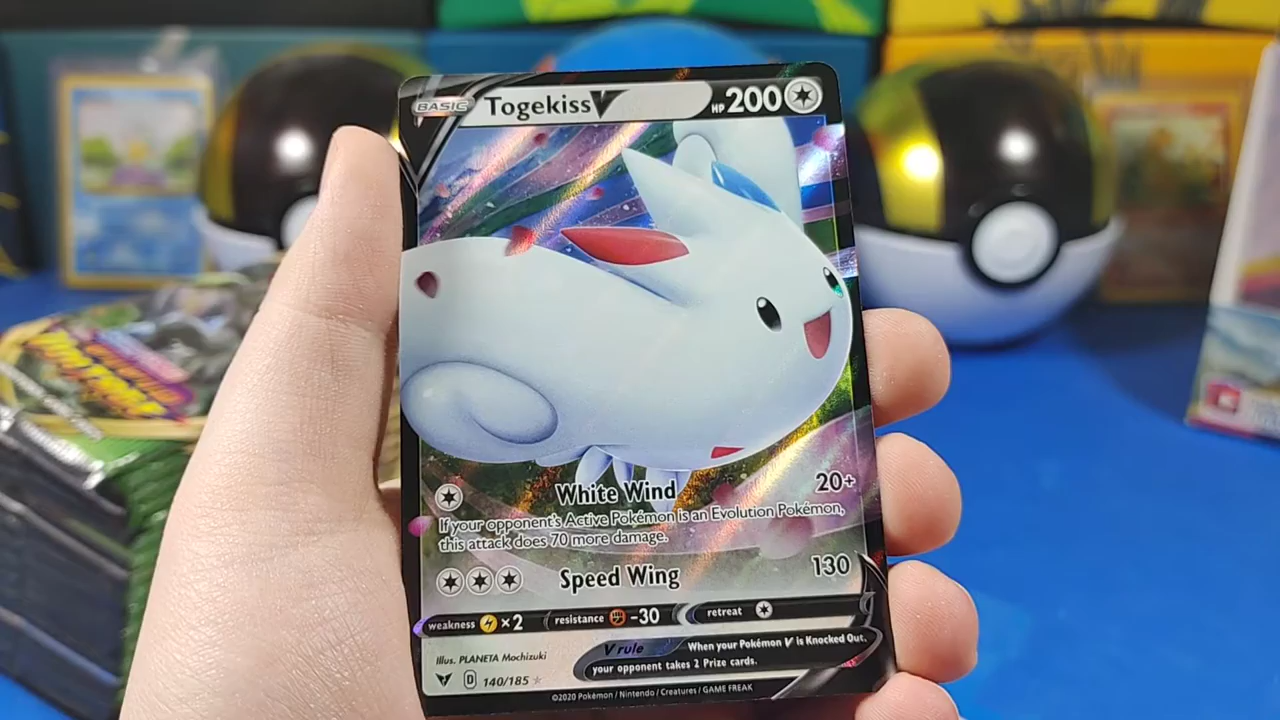 BASIC Togekiss V HP 200
White Wind 20+
If your opponent's Active Pokémon is an Evolution Pokémon,
this attack does 70 more damage.
Speed Wing 130
weakness ×2 resistance -30 retreat
V rule When your Pokémon V is Knocked Out,
your opponent takes 2 Prize cards.
Illus. PLANETA Mochizuki
D 140/185
©2020 Pokémon / Nintendo / Creatures / GAME FREAK